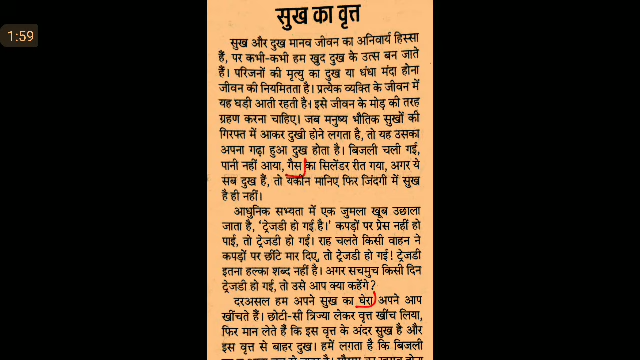 1:59
सुख का वृत्त
सुख और दुख मानव जीवन का अनिवार्य हिस्सा
हैं, पर कभी-कभी हम खुद दुख के उत्स बन जाते
हैं। परिजनों की मृत्यु का दुख या धंधा मंदा होना
जीवन की नियमितता है। प्रत्येक व्यक्ति के जीवन में
यह घड़ी आती रहती है। इसे जीवन के मोड़ की तरह
ग्रहण करना चाहिए। जब मनुष्य भौतिक सुखों की
गिरफ्त में आकर दुखी होने लगता है, तो यह उसका
अपना गढ़ा हुआ दुख होता है। बिजली चली गई,
पानी नहीं आया, गैस का सिलेंडर रीत गया, अगर ये
सब दुख हैं, तो यकीन मानिए फिर जिंदगी में सुख
है ही नहीं।
आधुनिक सभ्यता में एक जुमला खूब उछाला
जाता है, 'ट्रेजडी हो गई है।' कपड़ों पर प्रेस नहीं हो
पाई, तो ट्रेजडी हो गई। राह चलते किसी वाहन ने
कपड़ों पर छींटे मार दिए, तो ट्रेजडी हो गई! ट्रेजडी
इतना हल्का शब्द नहीं है। अगर सचमुच किसी दिन
ट्रेजडी हो गई, तो उसे आप क्या कहेंगे?
दरअसल हम अपने सुख का घेरा अपने आप
खींचते हैं। छोटी-सी त्रिज्या लेकर वृत्त खींच लिया,
फिर मान लेते हैं कि इस वृत्त के अंदर सुख है और
इस वृत्त से बाहर दुख। हमें लगता है कि बिजली